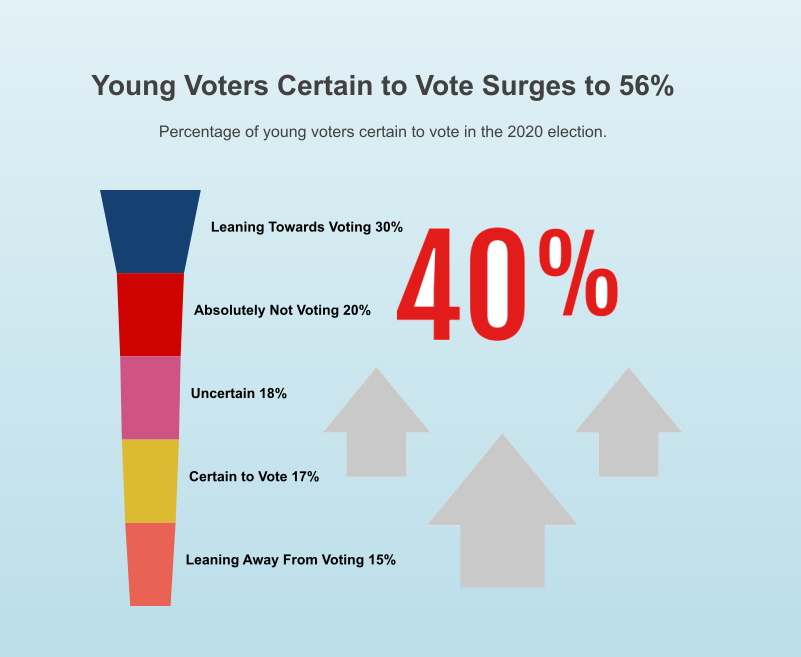 Young Voters Certain to Vote Surges to 56%
Percentage of young voters certain to vote in the 2020 election.
Leaning Towards Voting 30%
40%
Absolutely Not Voting 20%
Uncertain 18%
Certain to Vote 17%
Leaning Away From Voting 15%